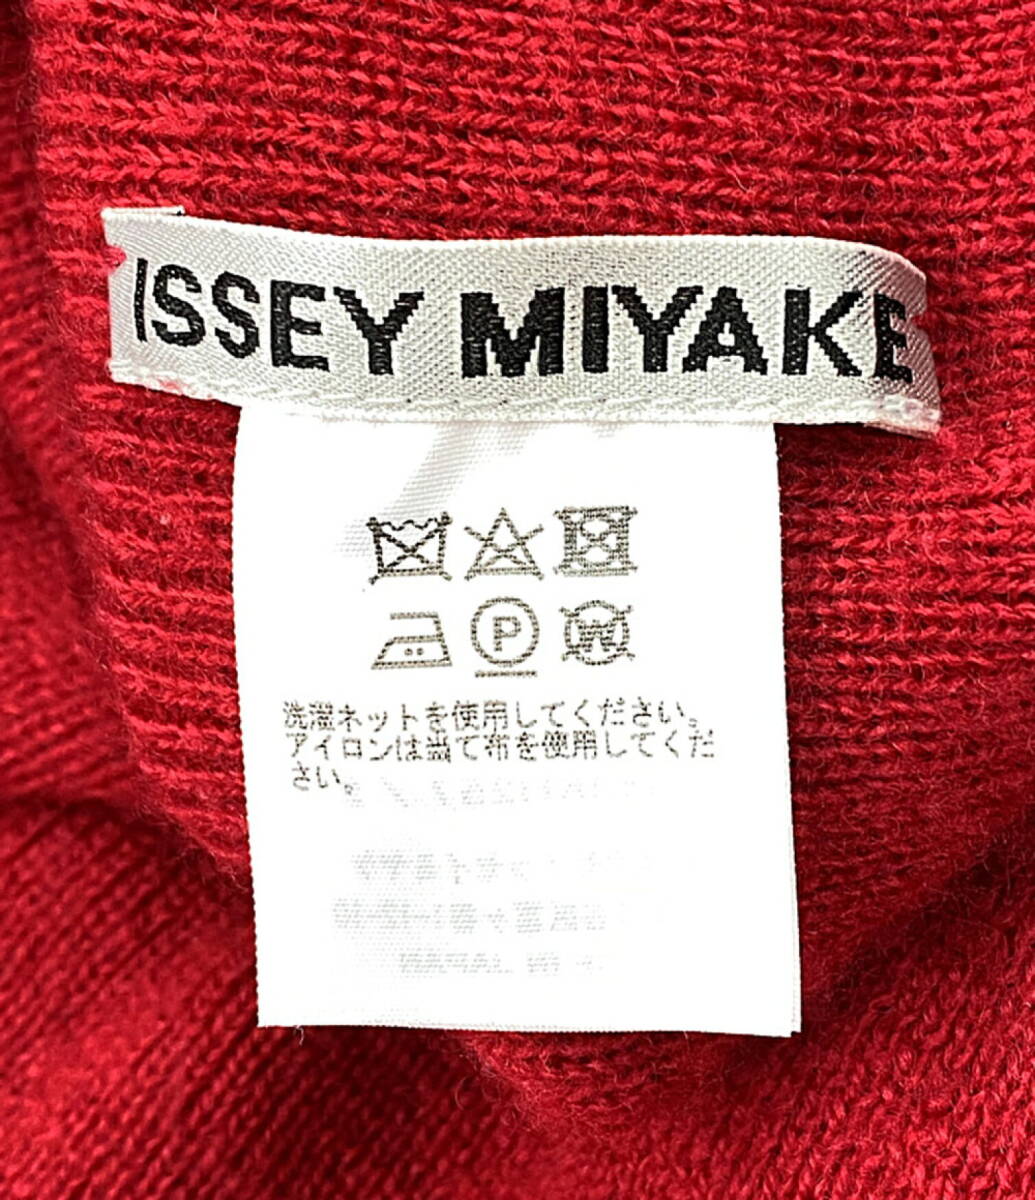 ISSEY MIYAKE
P
W
洗濯ネットを使用してください。
アイロンは当て布を使用してくだ
さい。